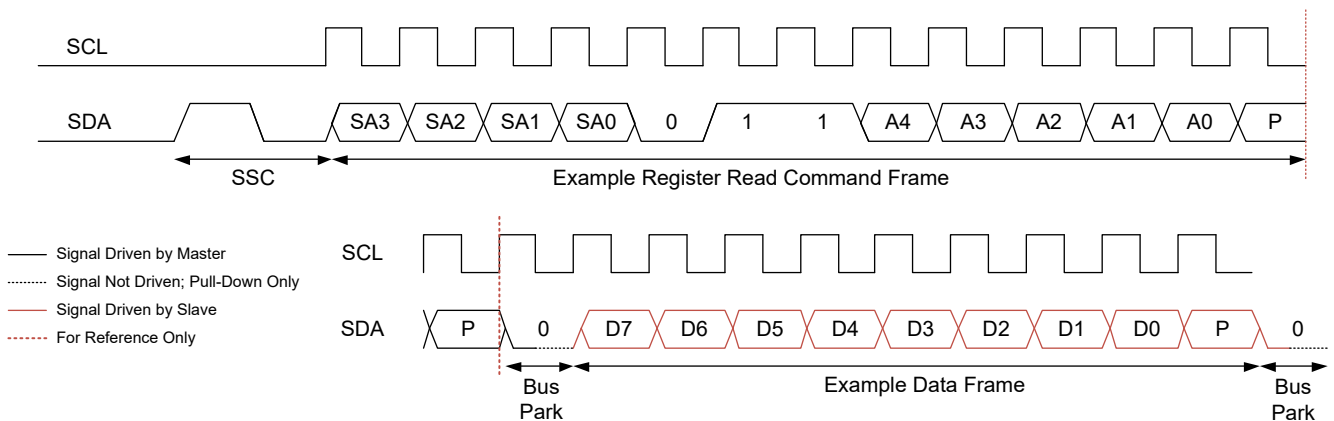 SCL
SDA SA3 SA2 SA1 SA0 0 1 1 A4 A3 A2 A1 A0 P
SSC Example Register Read Command Frame
Signal Driven by Master
Signal Not Driven; Pull-Down Only
Signal Driven by Slave
For Reference Only
SCL
SDA P 0 D7 D6 D5 D4 D3 D2 D1 D0 P 0
Bus Park Example Data Frame Bus Park